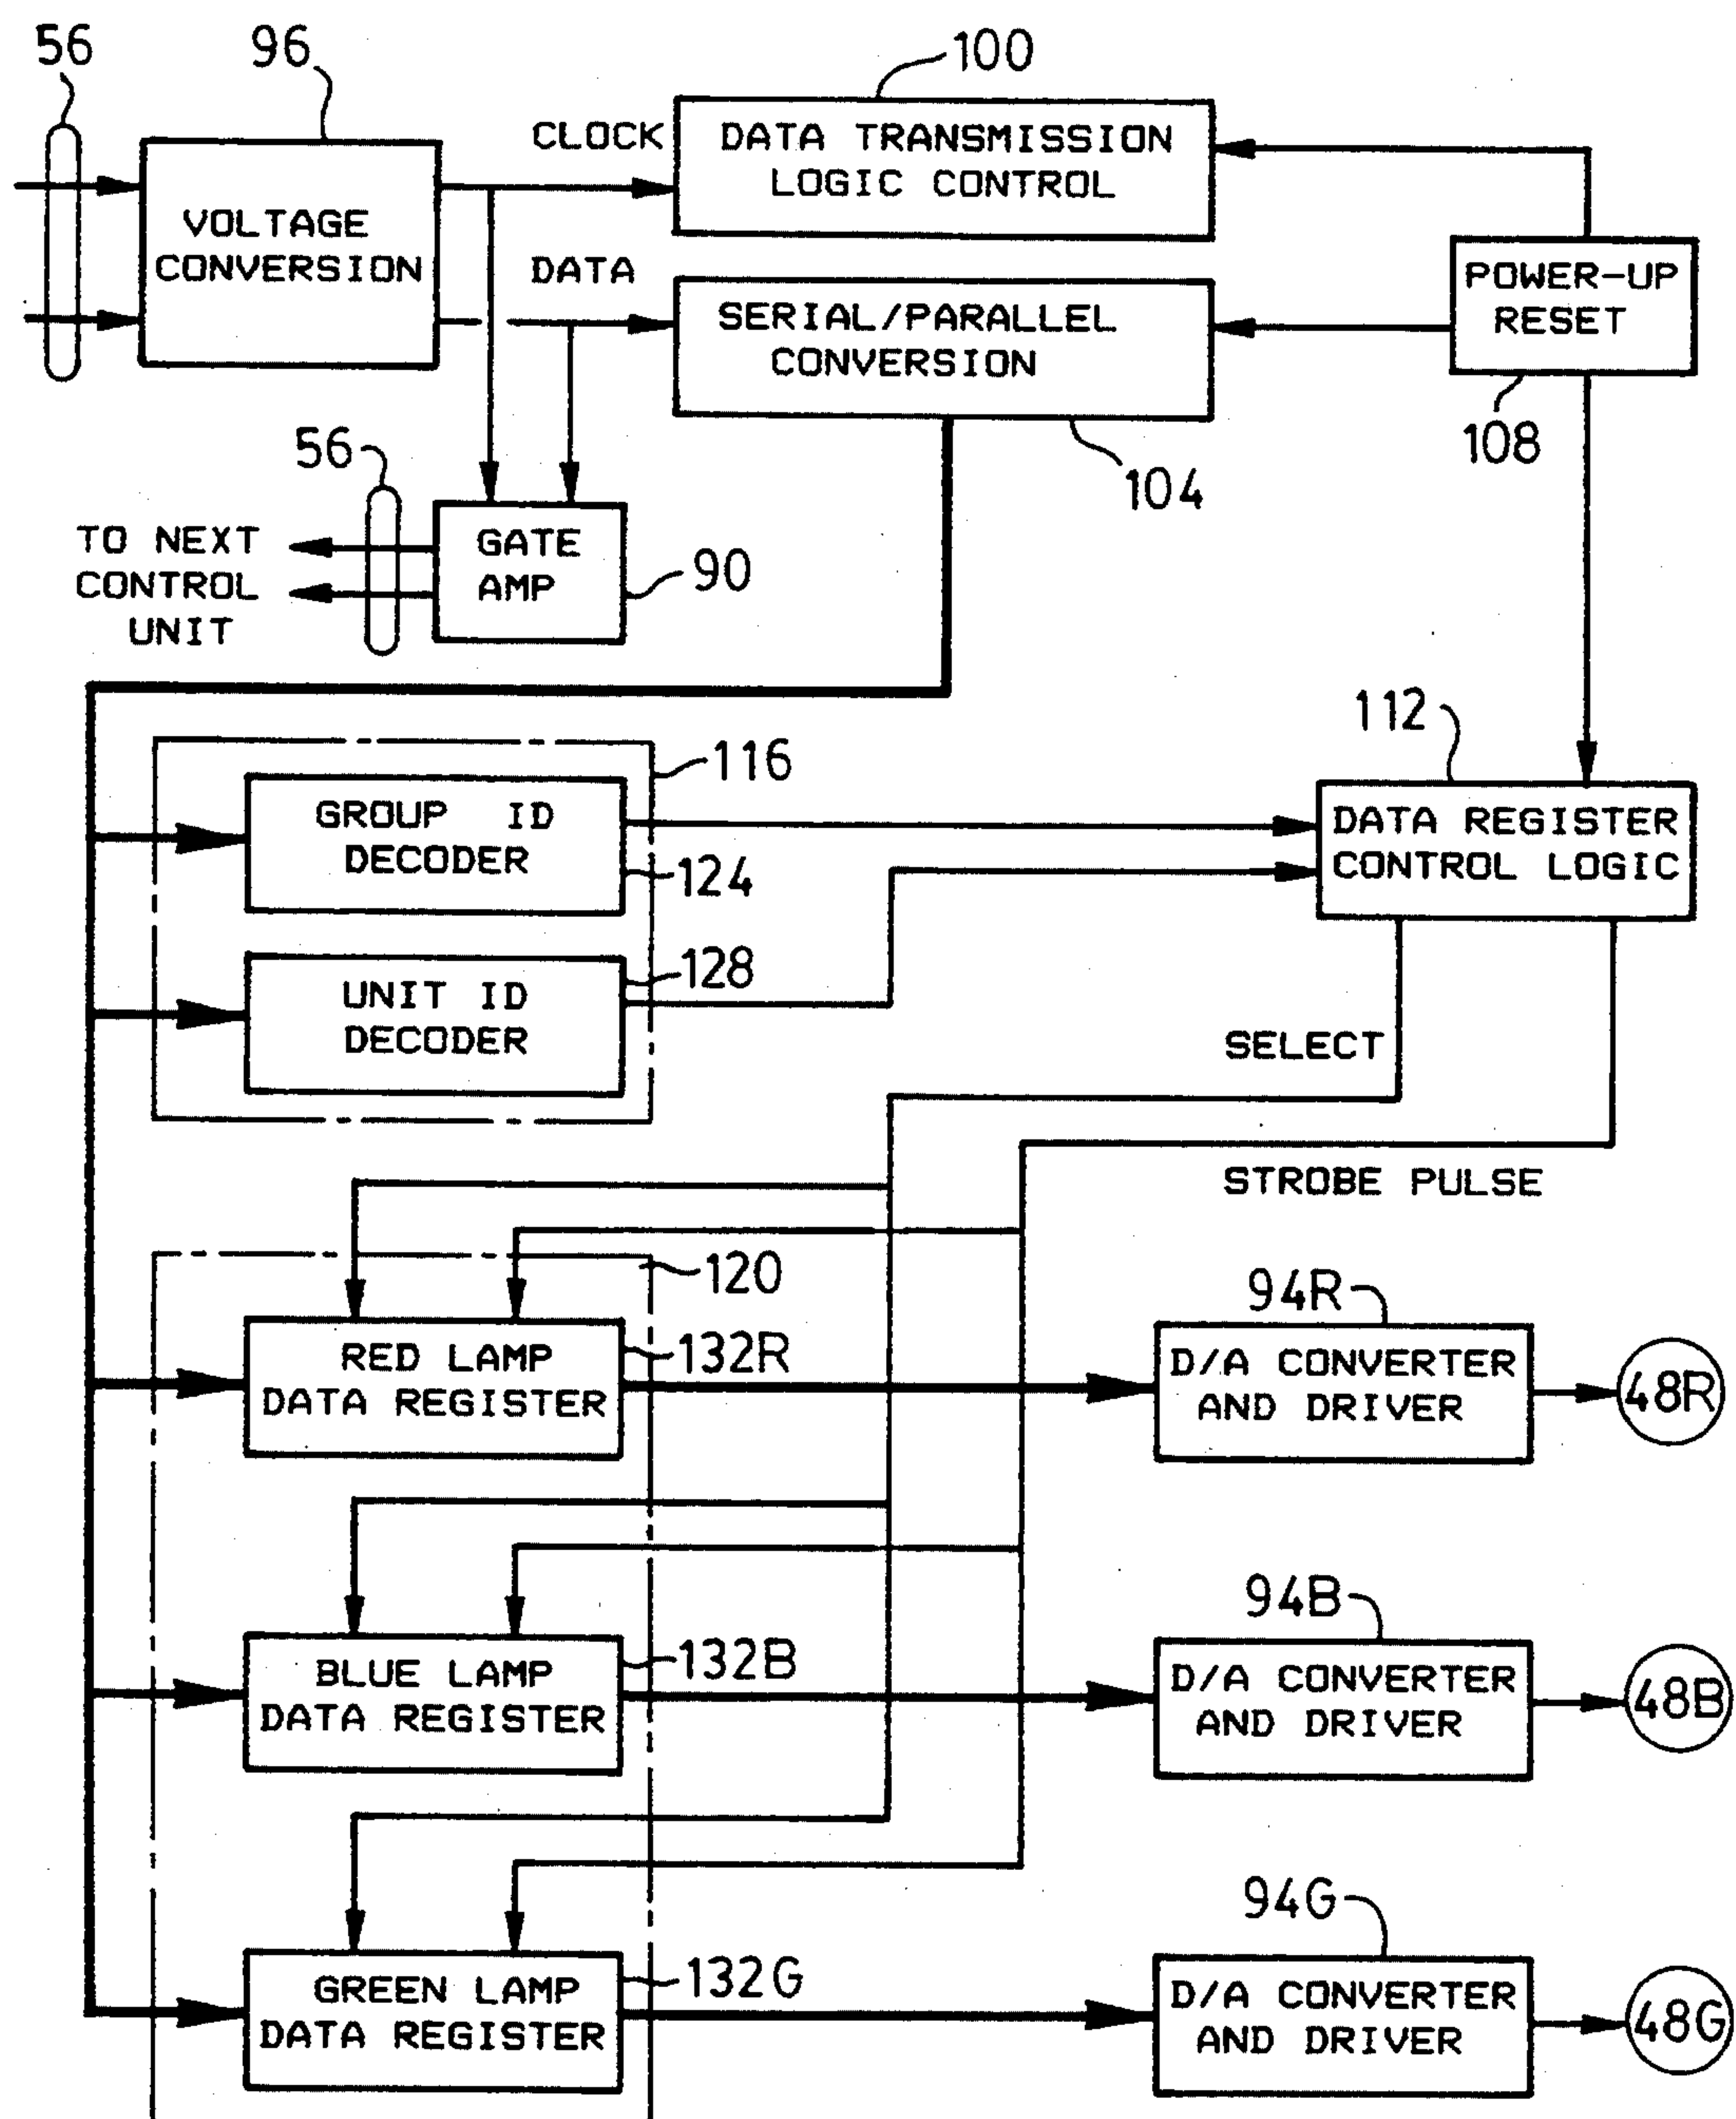 56
96
100
CLOCK
DATA TRANSMISSION
LOGIC CONTROL
VOLTAGE
CONVERSION
DATA
SERIAL/PARALLEL
CONVERSION
POWER-UP
RESET
108
104
56
TO NEXT
CONTROL
UNIT
GATE
AMP
90
112
116
GROUP ID
DECODER
124
DATA REGISTER
CONTROL LOGIC
128
UNIT ID
DECODER
SELECT
STROBE PULSE
120
94R
RED LAMP
DATA REGISTER
132R
D/A CONVERTER
AND DRIVER
48R
94B
BLUE LAMP
DATA REGISTER
132B
D/A CONVERTER
AND DRIVER
48B
94G
GREEN LAMP
DATA REGISTER
132G
D/A CONVERTER
AND DRIVER
48G